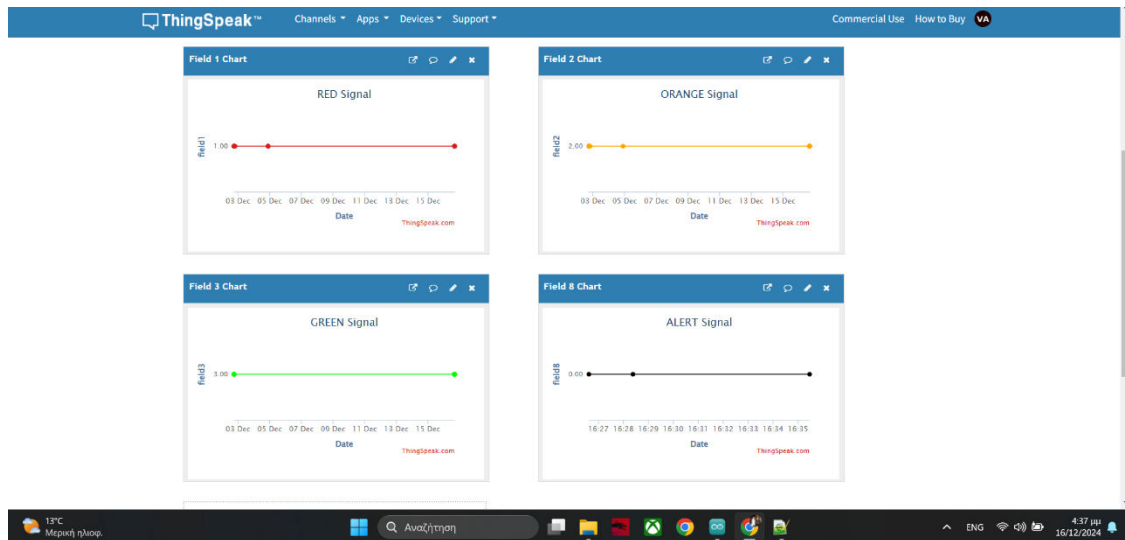 ThingSpeak™ Channels Apps Devices Support Commercial Use How to Buy VA
Field 1 Chart
RED Signal
field1
1.00
03 Dec 05 Dec 07 Dec 09 Dec 11 Dec 13 Dec 15 Dec
Date
ThingSpeak.com
Field 2 Chart
ORANGE Signal
field2
2.00
03 Dec 05 Dec 07 Dec 09 Dec 11 Dec 13 Dec 15 Dec
Date
ThingSpeak.com
Field 3 Chart
GREEN Signal
field3
3.00
03 Dec 05 Dec 07 Dec 09 Dec 11 Dec 13 Dec 15 Dec
Date
ThingSpeak.com
Field 8 Chart
ALERT Signal
field8
0.00
16:27 16:28 16:29 16:30 16:31 16:32 16:33 16:34 16:35
Date
ThingSpeak.com
13°C
Μερική ηλιοφ.
Αναζήτηση
ENG
4:37 μμ
16/12/2024